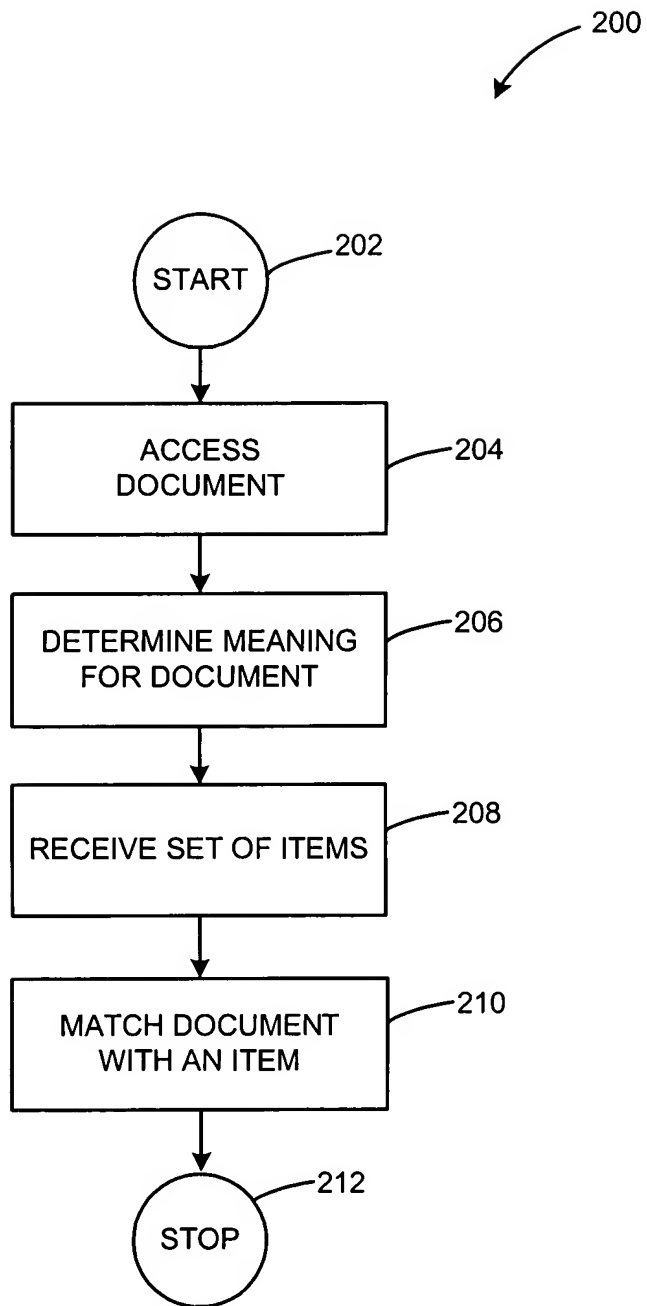 200
START
202
ACCESS
DOCUMENT
204
DETERMINE MEANING
FOR DOCUMENT
206
RECEIVE SET OF ITEMS
208
MATCH DOCUMENT
WITH AN ITEM
210
STOP
212